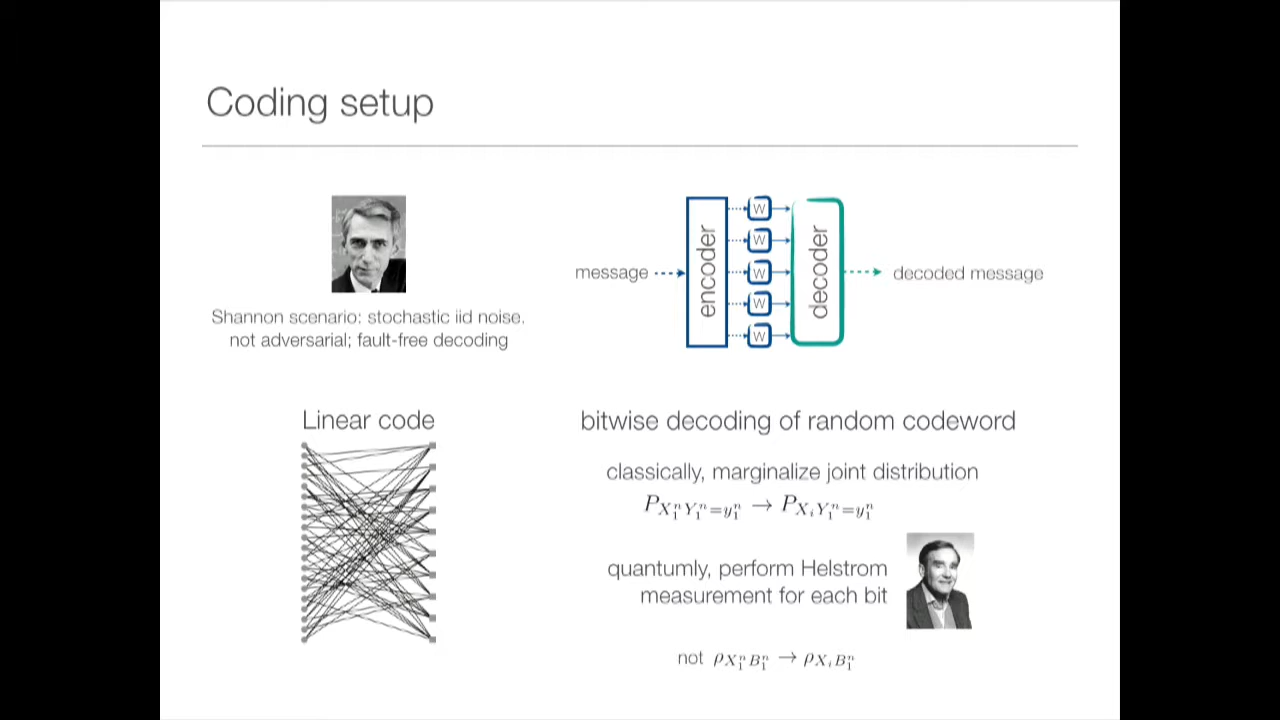 Coding setup
Shannon scenario: stochastic iid noise.
not adversarial; fault-free decoding
message
encoder
W
W
W
W
W
decoder
decoded message
Linear code
bitwise decoding of random codeword
classically, marginalize joint distribution
P_{X_1^n Y_1^n = y_1^n} → P_{X_i Y_1^n = y_1^n}
quantumly, perform Helstrom
measurement for each bit
not ρ_{X_1^n B_1^n} → ρ_{X_i B_1^n}